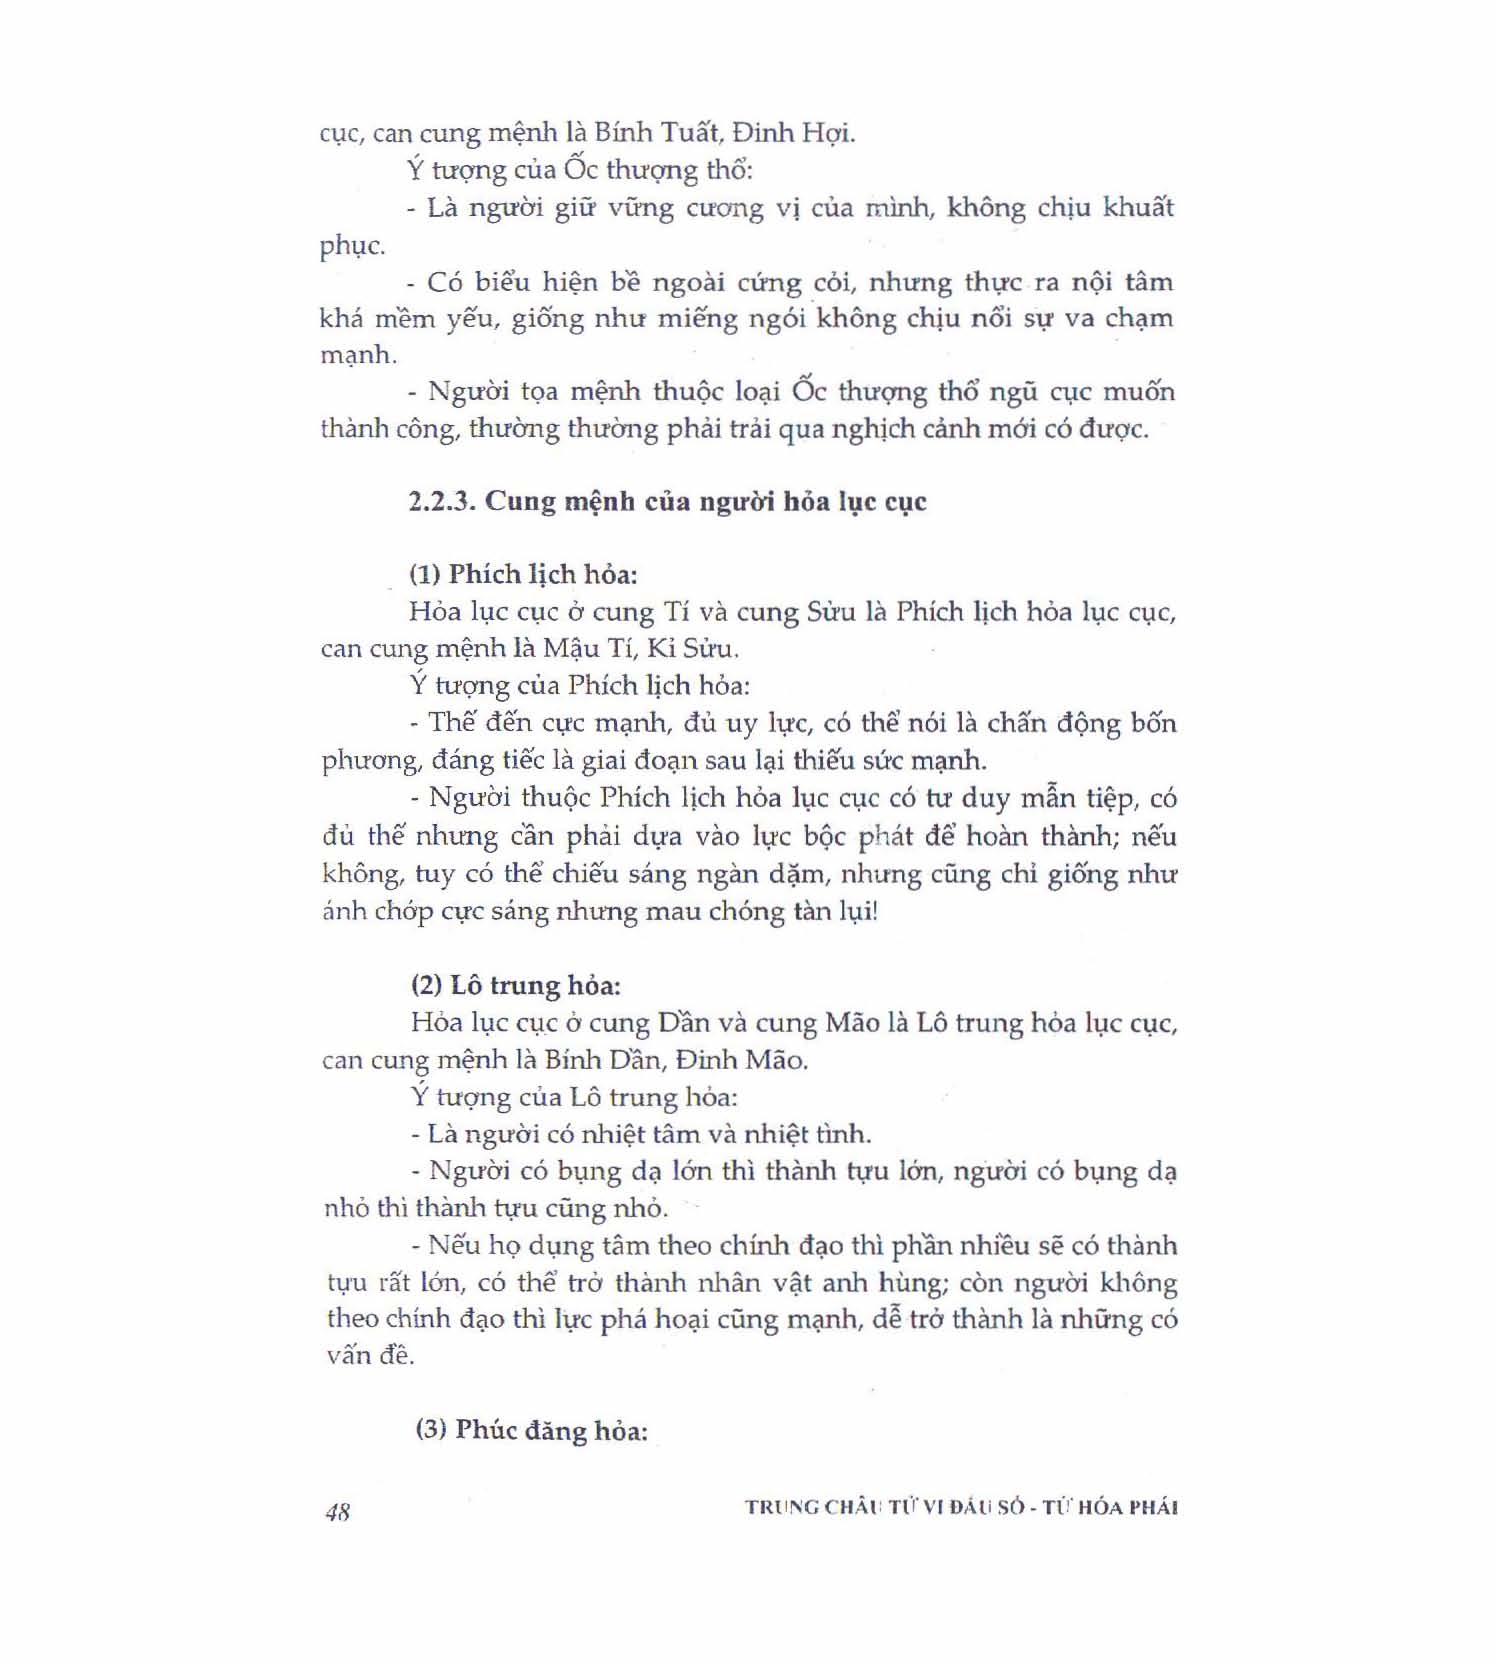 cục, can cung mệnh là Bính Tuất, Đinh Hợi.
Ý tượng của Ốc thượng thổ:
- Là người giữ vững cương vị của mình, không chịu khuất
phục.
- Có biểu hiện bề ngoài cứng cỏi, nhưng thực ra nội tâm
khá mềm yếu, giống như miếng ngói không chịu nổi sự va chạm
mạnh.
- Người tọa mệnh thuộc loại Ốc thượng thổ ngũ cục muốn
thành công, thường thường phải trải qua nghịch cảnh mới có được.
2.2.3. Cung mệnh của người hỏa lục cục
(1) Phích lịch hỏa:
Hỏa lục cục ở cung Tí và cung Sửu là Phích lịch hỏa lục cục,
can cung mệnh là Mậu Tí, Kỉ Sửu.
Ý tượng của Phích lịch hỏa:
- Thế đến cực mạnh, đủ uy lực, có thể nói là chấn động bốn
phương, đáng tiếc là giai đoạn sau lại thiếu sức mạnh.
- Người thuộc Phích lịch hỏa lục cục có tư duy mẫn tiệp, có
đủ thế nhưng cần phải dựa vào lực bộc phát để hoàn thành; nếu
không, tuy có thể chiếu sáng ngàn dặm, nhưng cũng chỉ giống như
ánh chớp cực sáng nhưng mau chóng tàn lụi!
(2) Lô trung hỏa:
Hỏa lục cục ở cung Dần và cung Mão là Lô trung hỏa lục cục,
can cung mệnh là Bính Dần, Đinh Mão.
Ý tượng của Lô trung hỏa:
- Là người có nhiệt tâm và nhiệt tình.
- Người có bụng dạ lớn thì thành tựu lớn, người có bụng dạ
nhỏ thì thành tựu cũng nhỏ.
- Nếu họ dụng tâm theo chính đạo thì phần nhiều sẽ có thành
tựu rất lớn, có thể trở thành nhân vật anh hùng; còn người không
theo chính đạo thì lực phá hoại cũng mạnh, dễ trở thành là những có
vấn đề.
(3) Phúc đăng hỏa:
48
TRUNG CHÂU TỬ VI ĐẨU SỐ - TỨ HÓA PHÁI